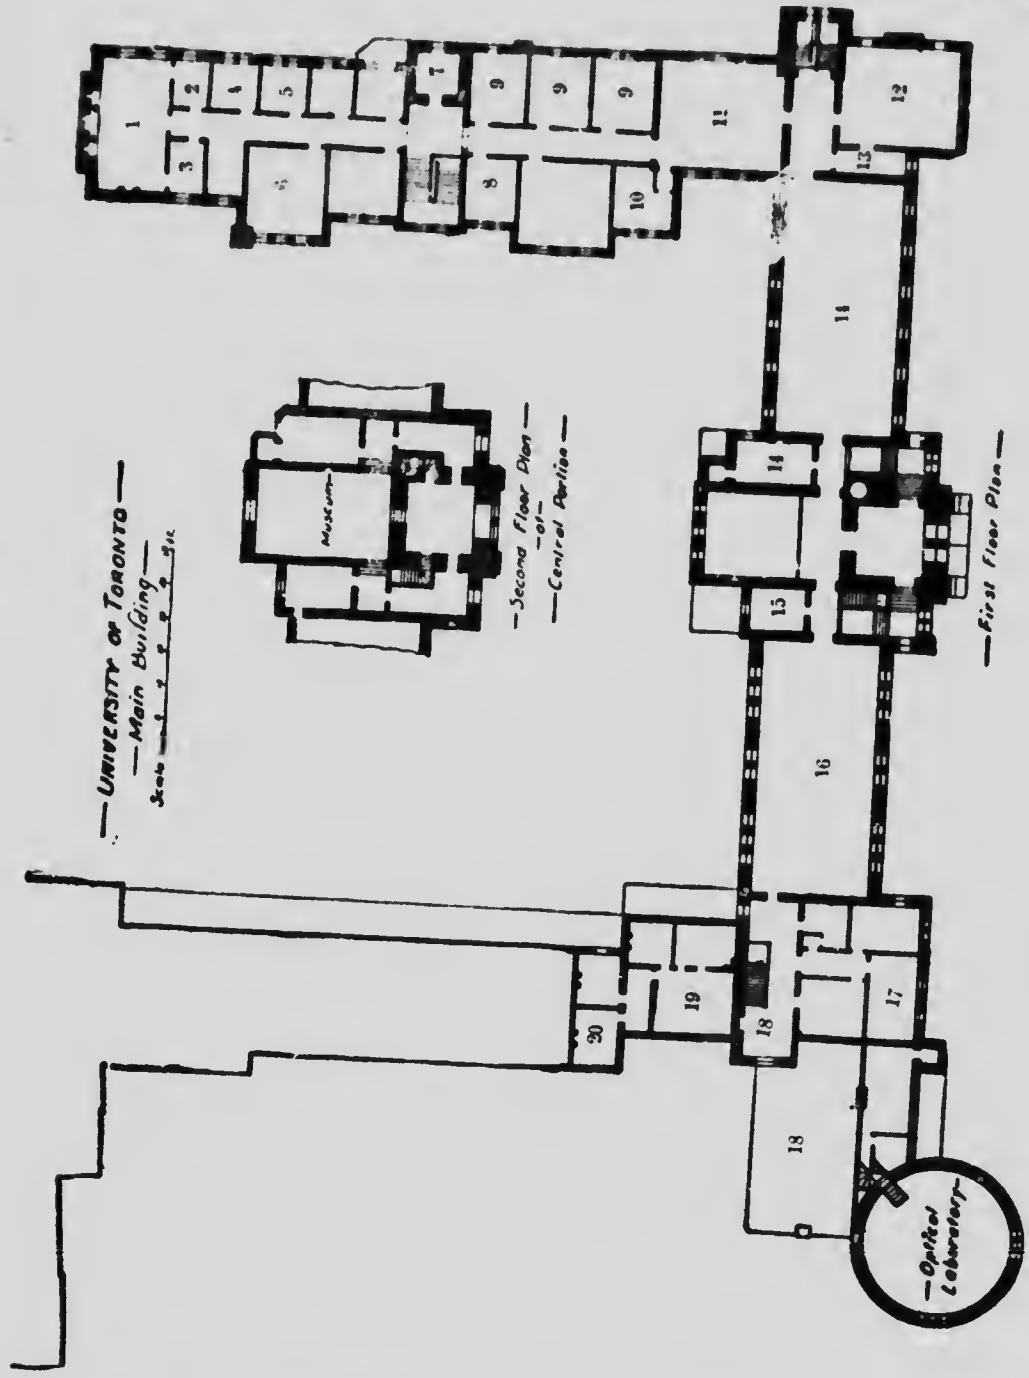 — UNIVERSITY OF TORONTO —
— Main Building —
Scale
1
2
3
4
5
6
7
8
9
9
9
10
11
12
13
14
Museum
— Second Floor Plan —
— of —
— Central Portion —
14
15
— First Floor Plan —
16
17
18
18
19
20
— Optical
Laboratory —